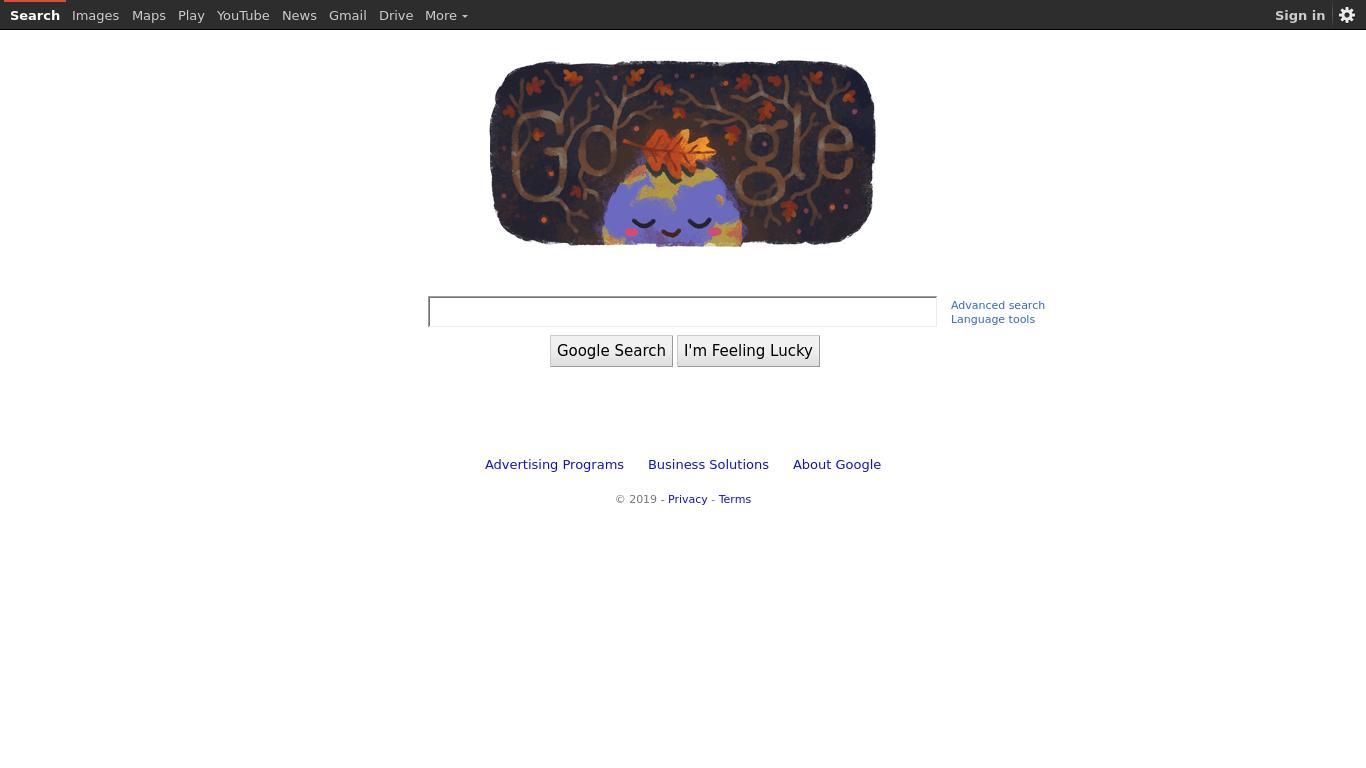 Search Images Maps Play YouTube News Gmail Drive More Sign in
Google
Advanced search
Language tools
Google Search I'm Feeling Lucky
Advertising Programs Business Solutions About Google
© 2019 - Privacy - Terms